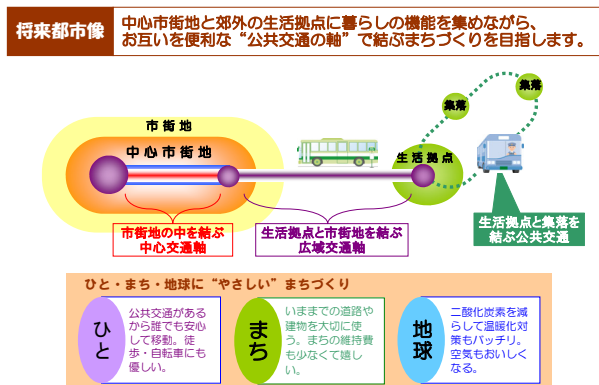 将来都市像
中心市街地と郊外の生活拠点に暮らしの機能を集めながら、
お互いを便利な“公共交通の軸”で結ぶまちづくりを目指します。
集落
集落
市街地
中心市街地
生活拠点
市街地の中を結ぶ
中心交通軸
生活拠点と市街地を結ぶ
広域交通軸
生活拠点と集落を
結ぶ公共交通
ひと・まち・地球に“やさしい”まちづくり
ひと
公共交通がある
から誰でも安心
して移動。徒
歩・自転車にも
優しい。
まち
いままでの道路や
建物を大切に使
う。まちの維持費
も少なくて嬉し
い。
地球
二酸化炭素を減
らして温暖化対
策もバッチリ。
空気もおいしく
なる。